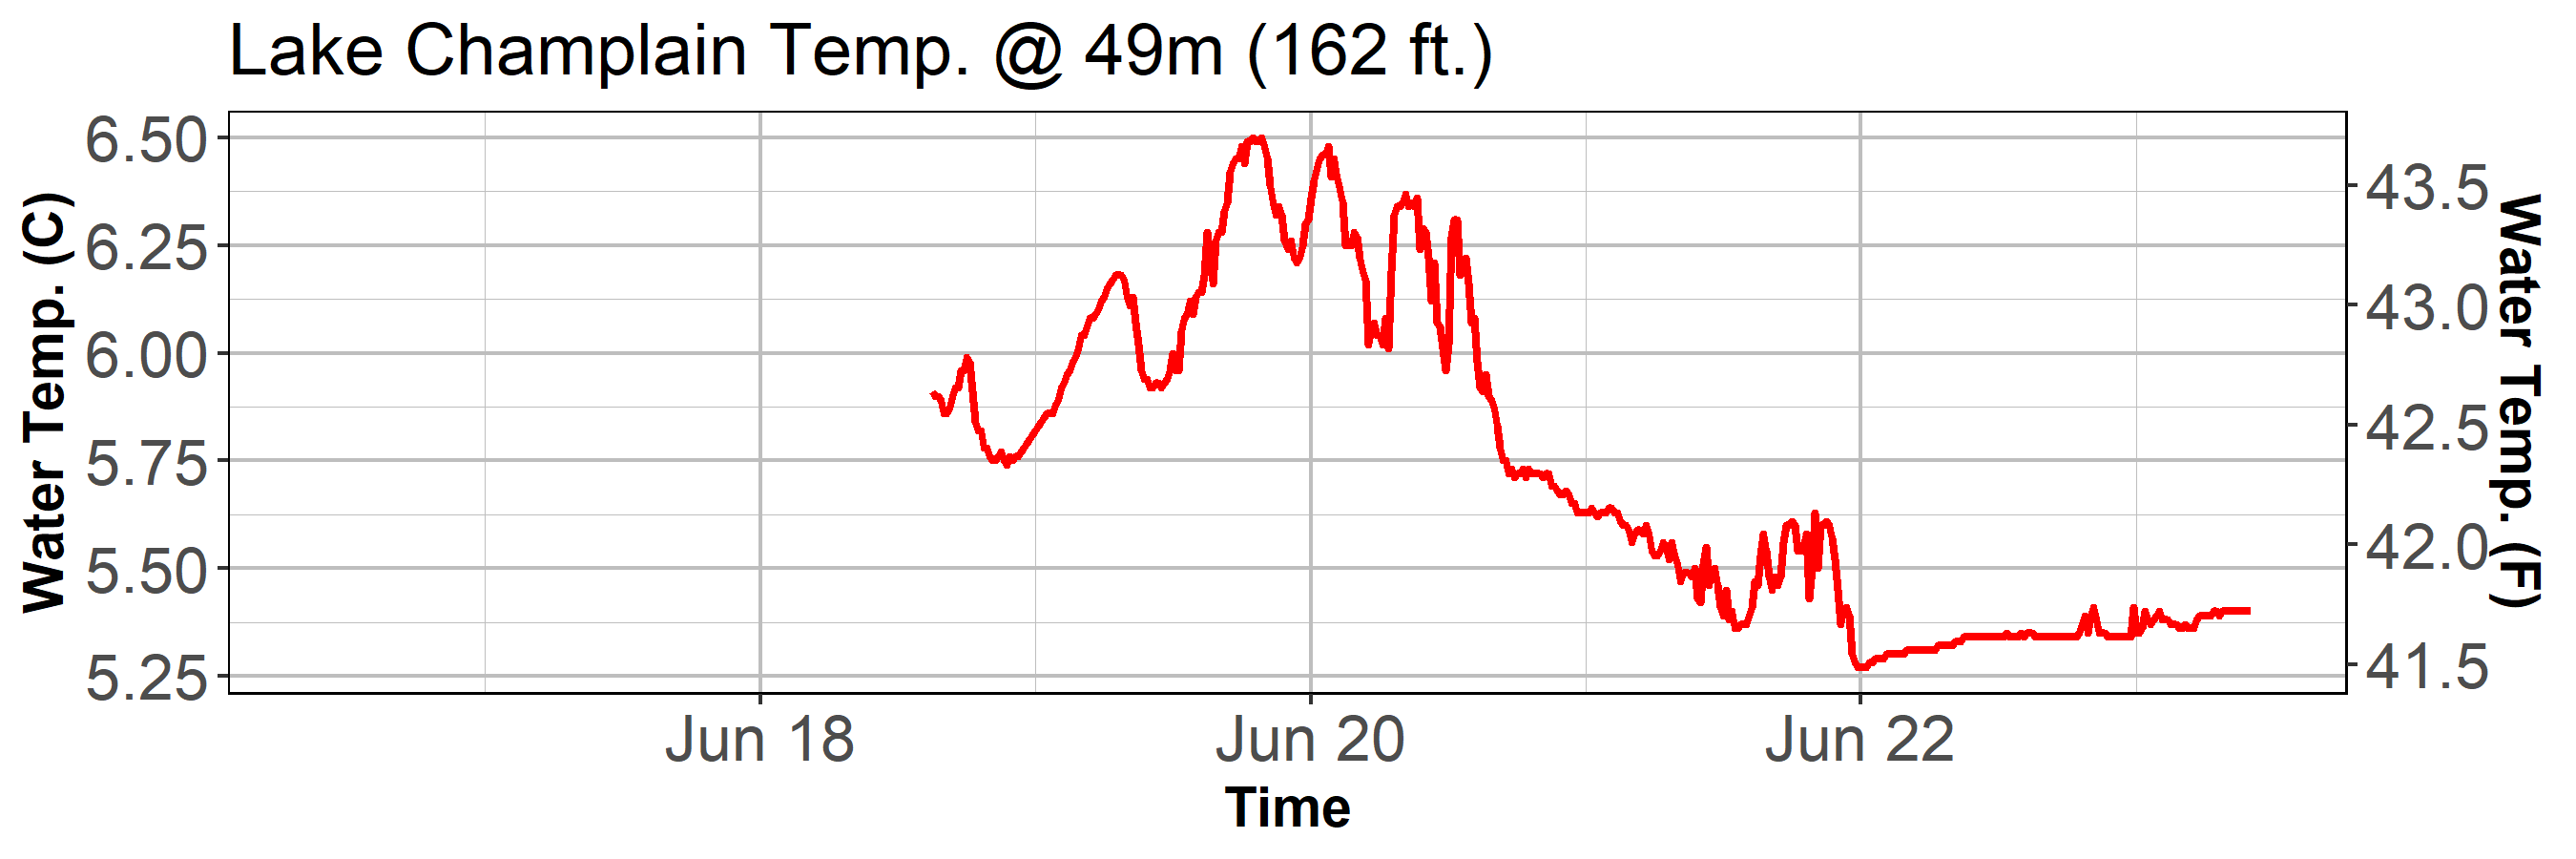 Lake Champlain Temp. @ 49m (162 ft.)
Water Temp. (C)
6.50
6.25
6.00
5.75
5.50
5.25
43.5
43.0
42.5
42.0
41.5
Water Temp. (F)
Jun 18
Jun 20
Jun 22
Time